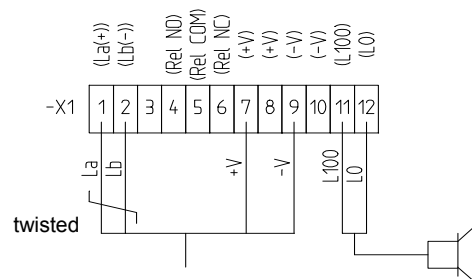 (La(+))
(Lb(-))
(Rel NO)
(Rel COM)
(Rel NC)
(+V)
(+V)
(-V)
(-V)
(L100)
(L0)
-X1 1 2 3 4 5 6 7 8 9 10 11 12
La
Lb
+V
-V
L100
L0
twisted